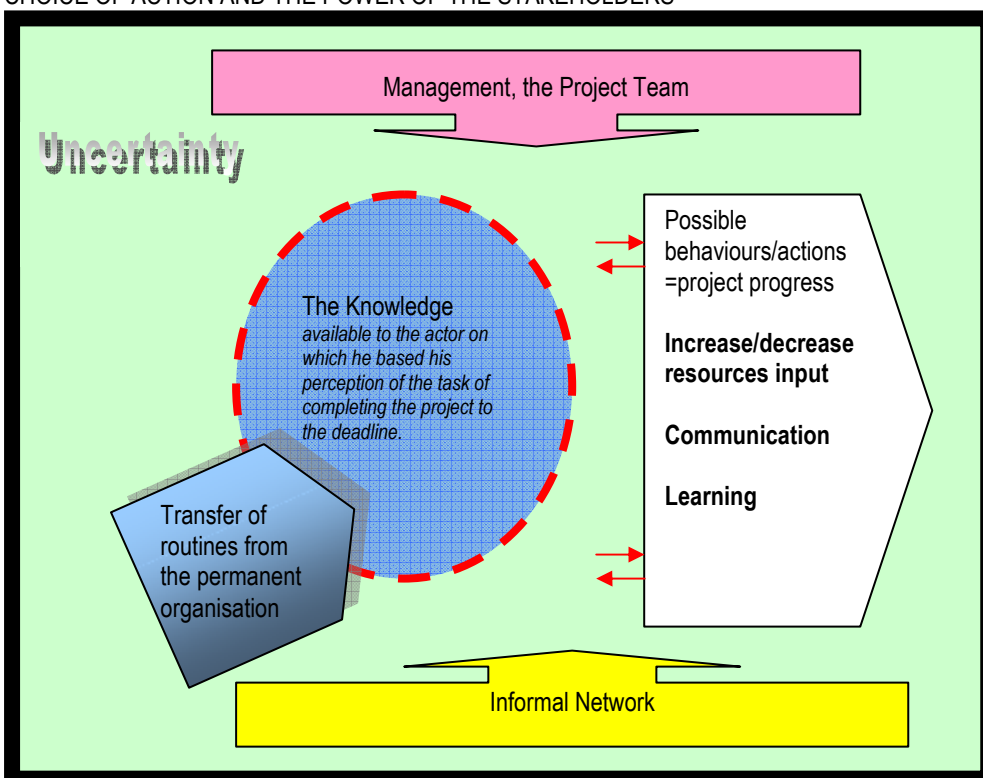 CHOICE OF ACTION AND THE POWER OF THE STAKEHOLDERS
Management, the Project Team
Uncertainty
The Knowledge
available to the actor on
which he based his
perception of the task of
completing the project to
the deadline.
Transfer of
routines from
the permanent
organisation
Possible
behaviours/actions
=project progress
Increase/decrease
resources input
Communication
Learning
Informal Network